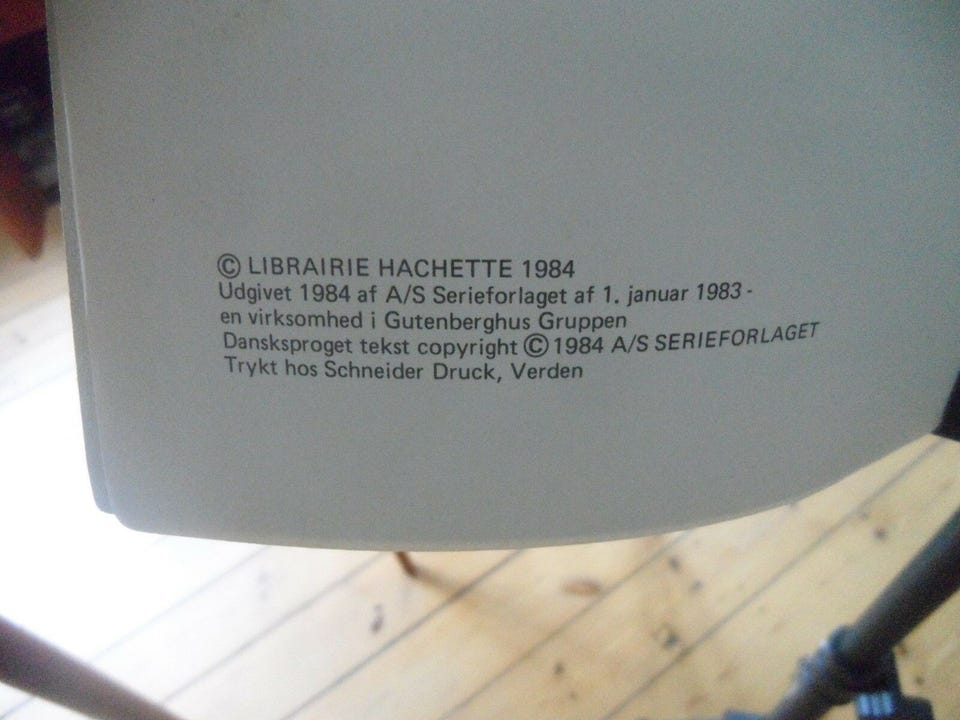 © LIBRAIRIE HACHETTE 1984
Udgivet 1984 af A/S Serieforlaget af 1. januar 1983 -
en virksomhed i Gutenberghus Gruppen
Dansksproget tekst copyright © 1984 A/S SERIEFORLAGET
Trykt hos Schneider Druck, Verden